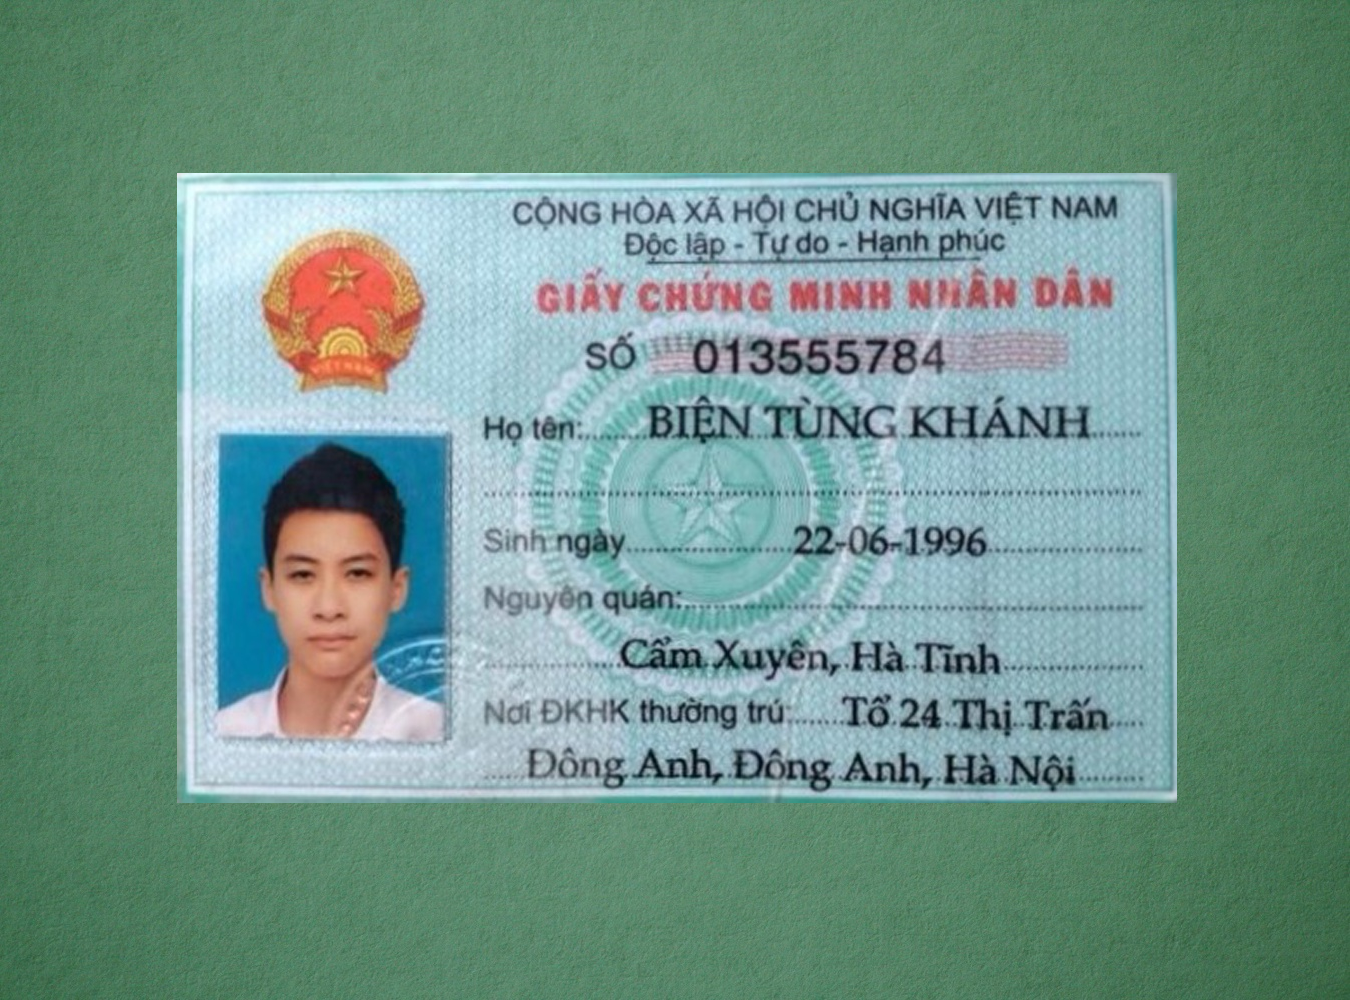 CỘNG HÒA XÃ HỘI CHỦ NGHĨA VIỆT NAM
Độc lập - Tự do - Hạnh phúc
GIẤY CHỨNG MINH NHÂN DÂN
SỐ 013555784
VIỆT NAM
Họ tên: BIỆN TÙNG KHÁNH
Sinh ngày 22-06-1996
Nguyên quán:
Cẩm Xuyên, Hà Tĩnh
Nơi ĐKHK thường trú: Tổ 24 Thị Trấn
Đông Anh, Đông Anh, Hà Nội